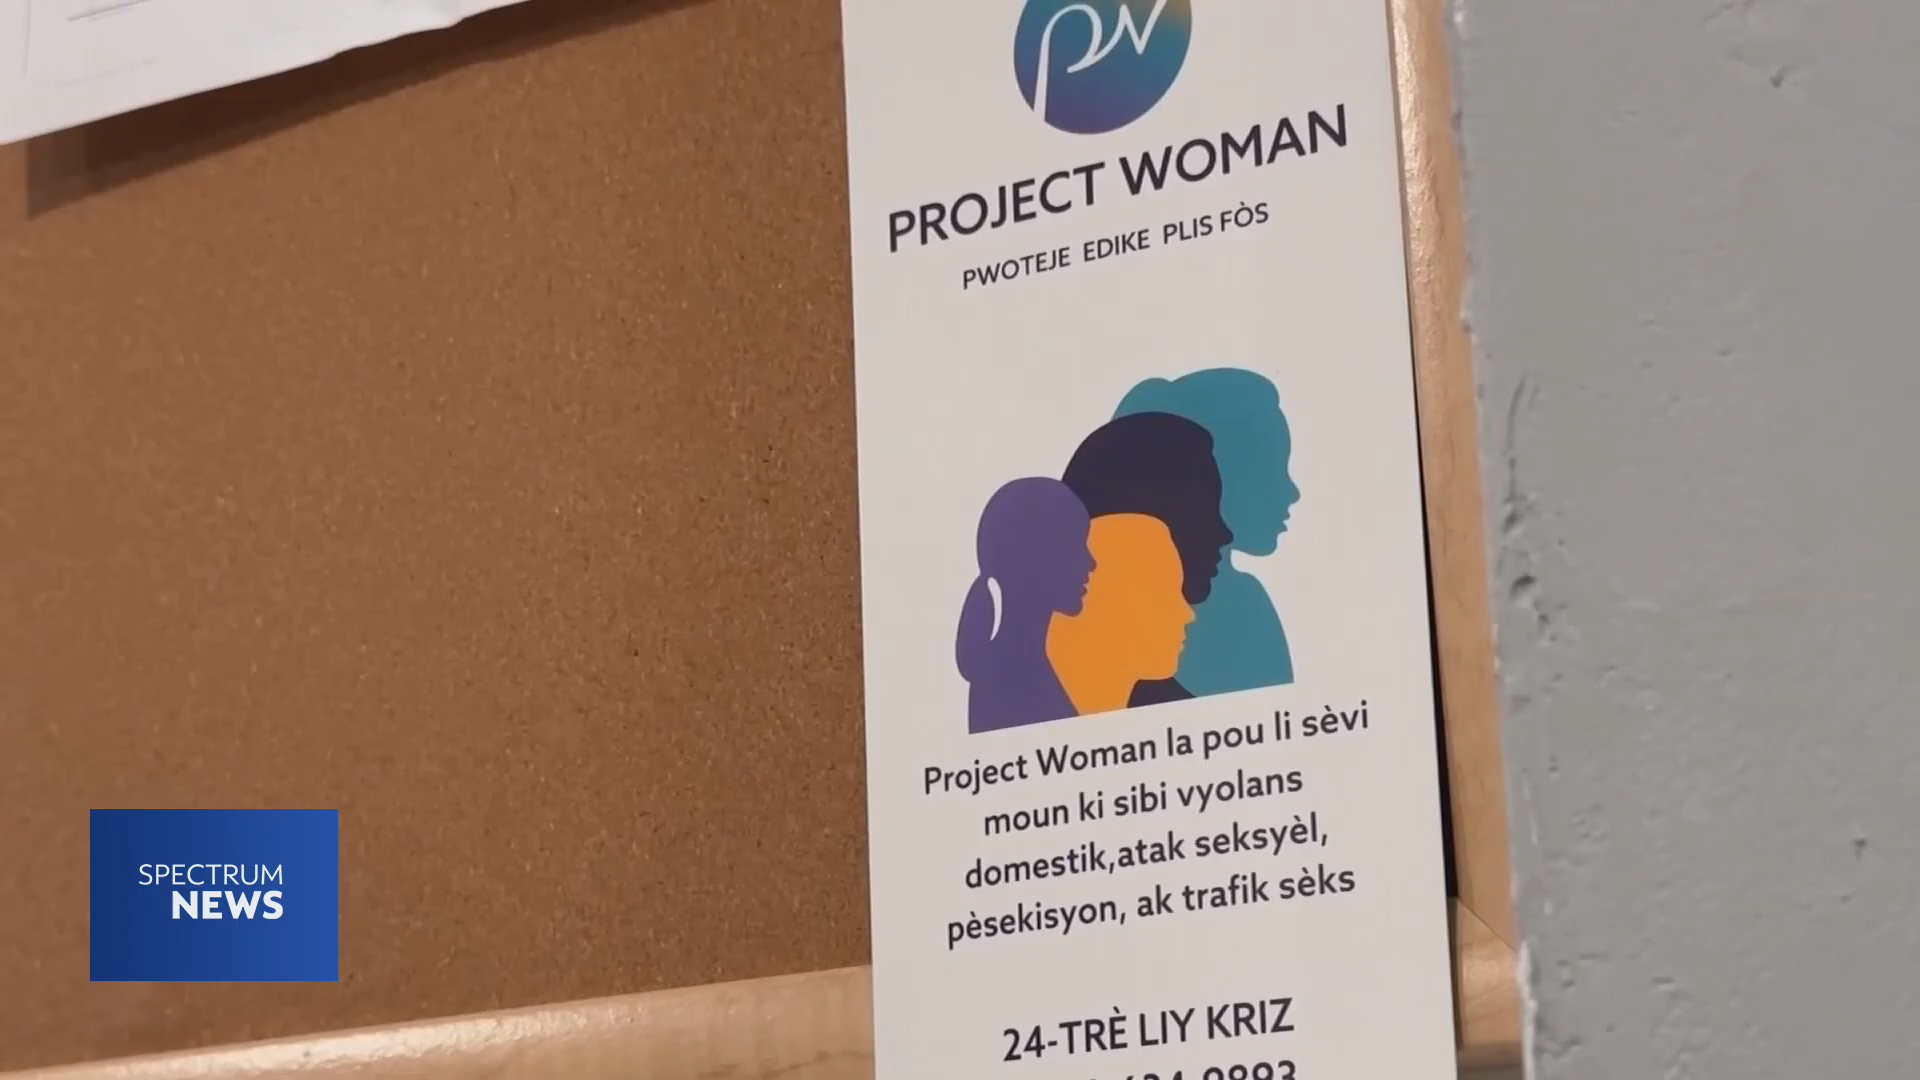 PW
PROJECT WOMAN
PWOTEJE EDIKE PLIS FÒS
Project Woman la pou li sèvi
moun ki sibi vyolans
domestik,atak seksyèl,
pèsekisyon, ak trafik sèks
24-TRÈ LIY KRIZ
SPECTRUM
NEWS